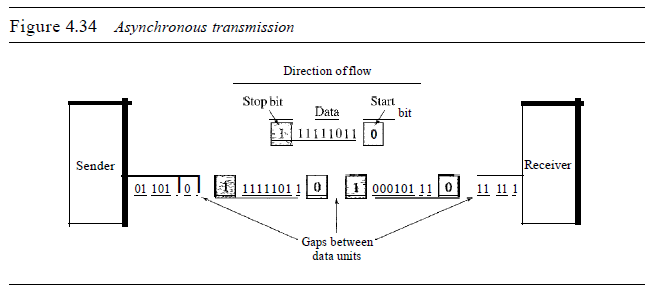 Figure 4.34 Asynchronous transmission
Direction of flow
Stop bit Start
Data bit
1 11111011 0
Sender Receiver
01 101 0 1 1111101 1 0 1 000101 11 0 11 11 1
Gaps between
data units